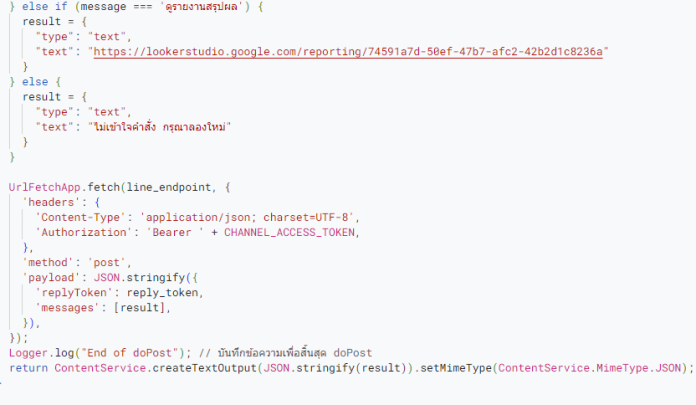 } else if (message === 'ดูรายงานสรุปผล') {
result = {
"type": "text",
"text": "https://lookerstudio.google.com/reporting/74591a7d-50ef-47b7-afc2-42b2d1c8236a"
}
} else {
result = {
"type": "text",
"text": "ไม่เข้าใจคำสั่ง กรุณาลองใหม่"
}
}
UrlFetchApp.fetch(line_endpoint, {
'headers': {
'Content-Type': 'application/json; charset=UTF-8',
'Authorization': 'Bearer ' + CHANNEL_ACCESS_TOKEN,
},
'method': 'post',
'payload': JSON.stringify({
'replyToken': reply_token,
'messages': [result],
}),
});
Logger.log("End of doPost"); // บันทึกข้อความเพื่อสิ้นสุด doPost
return ContentService.createTextOutput(JSON.stringify(result)).setMimeType(ContentService.MimeType.JSON);